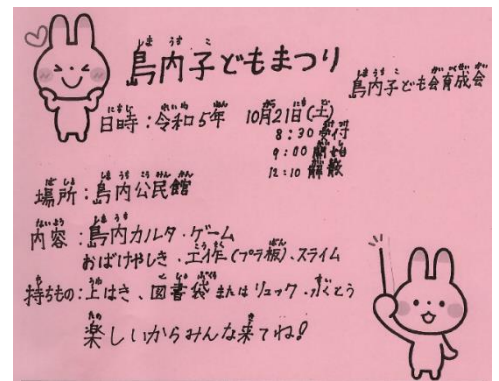 島内子どもまつり
島内子ども会育成会
日時：令和5年 10月21日(土)
8:30 受付
9:00 開始
12:10 解散
場所：島内公民館
内容：島内カルタ・ゲーム
おばけやしき・工作(プラ板)・スライム
持ちもの：上はき、図書袋またはリュック・水とう
楽しいからみんな来てね！